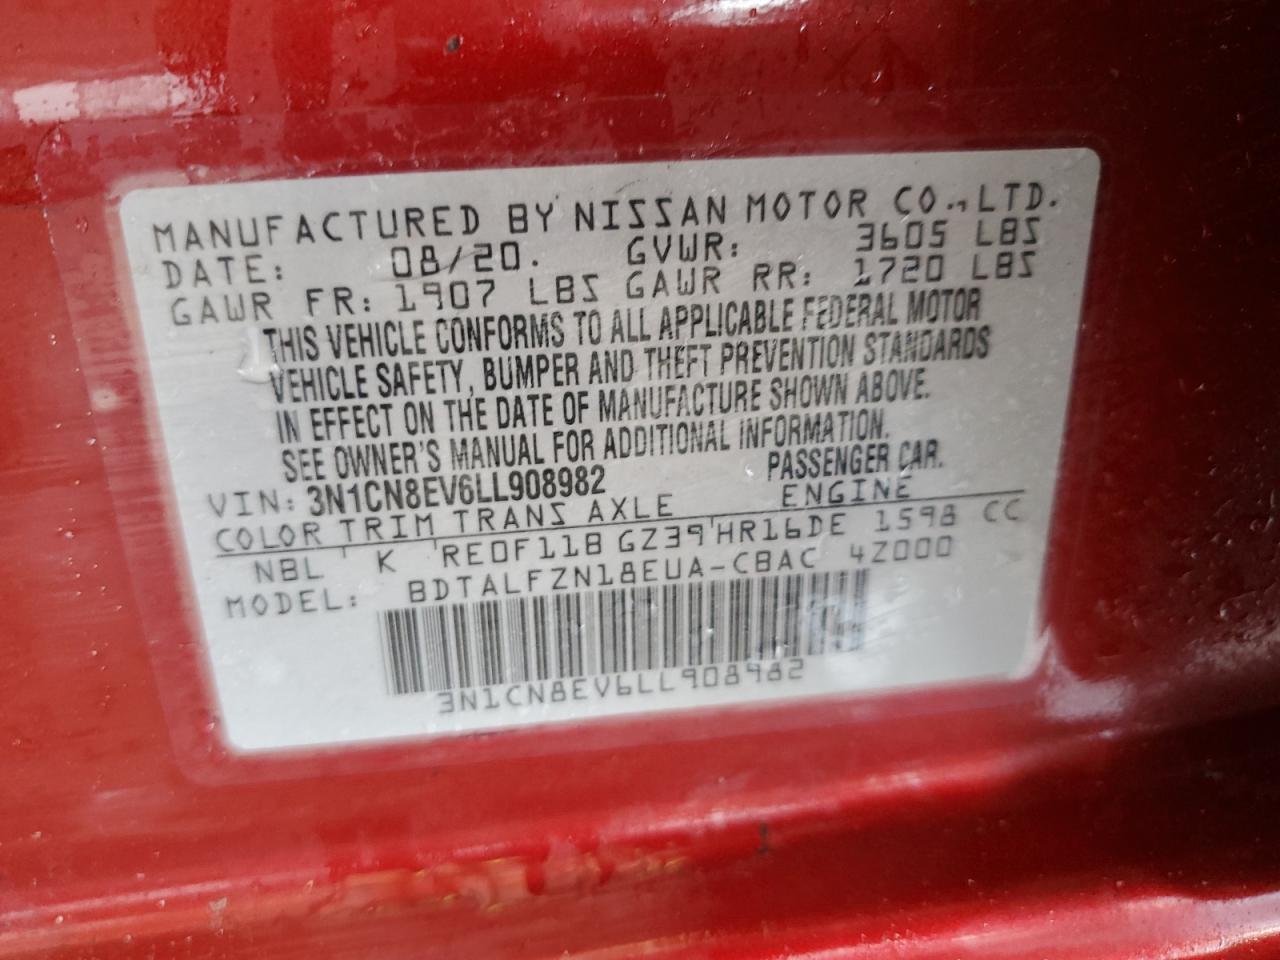 MANUFACTURED BY NISSAN MOTOR CO., LTD.
DATE: 08/20. GVWR: 3605 LBS
GAWR FR: 1907 LBS GAWR RR: 1720 LBS
THIS VEHICLE CONFORMS TO ALL APPLICABLE FEDERAL MOTOR
VEHICLE SAFETY, BUMPER AND THEFT PREVENTION STANDARDS
IN EFFECT ON THE DATE OF MANUFACTURE SHOWN ABOVE.
SEE OWNER'S MANUAL FOR ADDITIONAL INFORMATION.
VIN: 3N1CN8EV6LL908982 PASSENGER CAR.
COLOR TRIM TRANS AXLE ENGINE
NBL K RE0F11B GZ39 HR16DE 1598 CC
MODEL: BDTALFZN18EUA-CBAC 4Z000
3N1CN8EV6LL908982